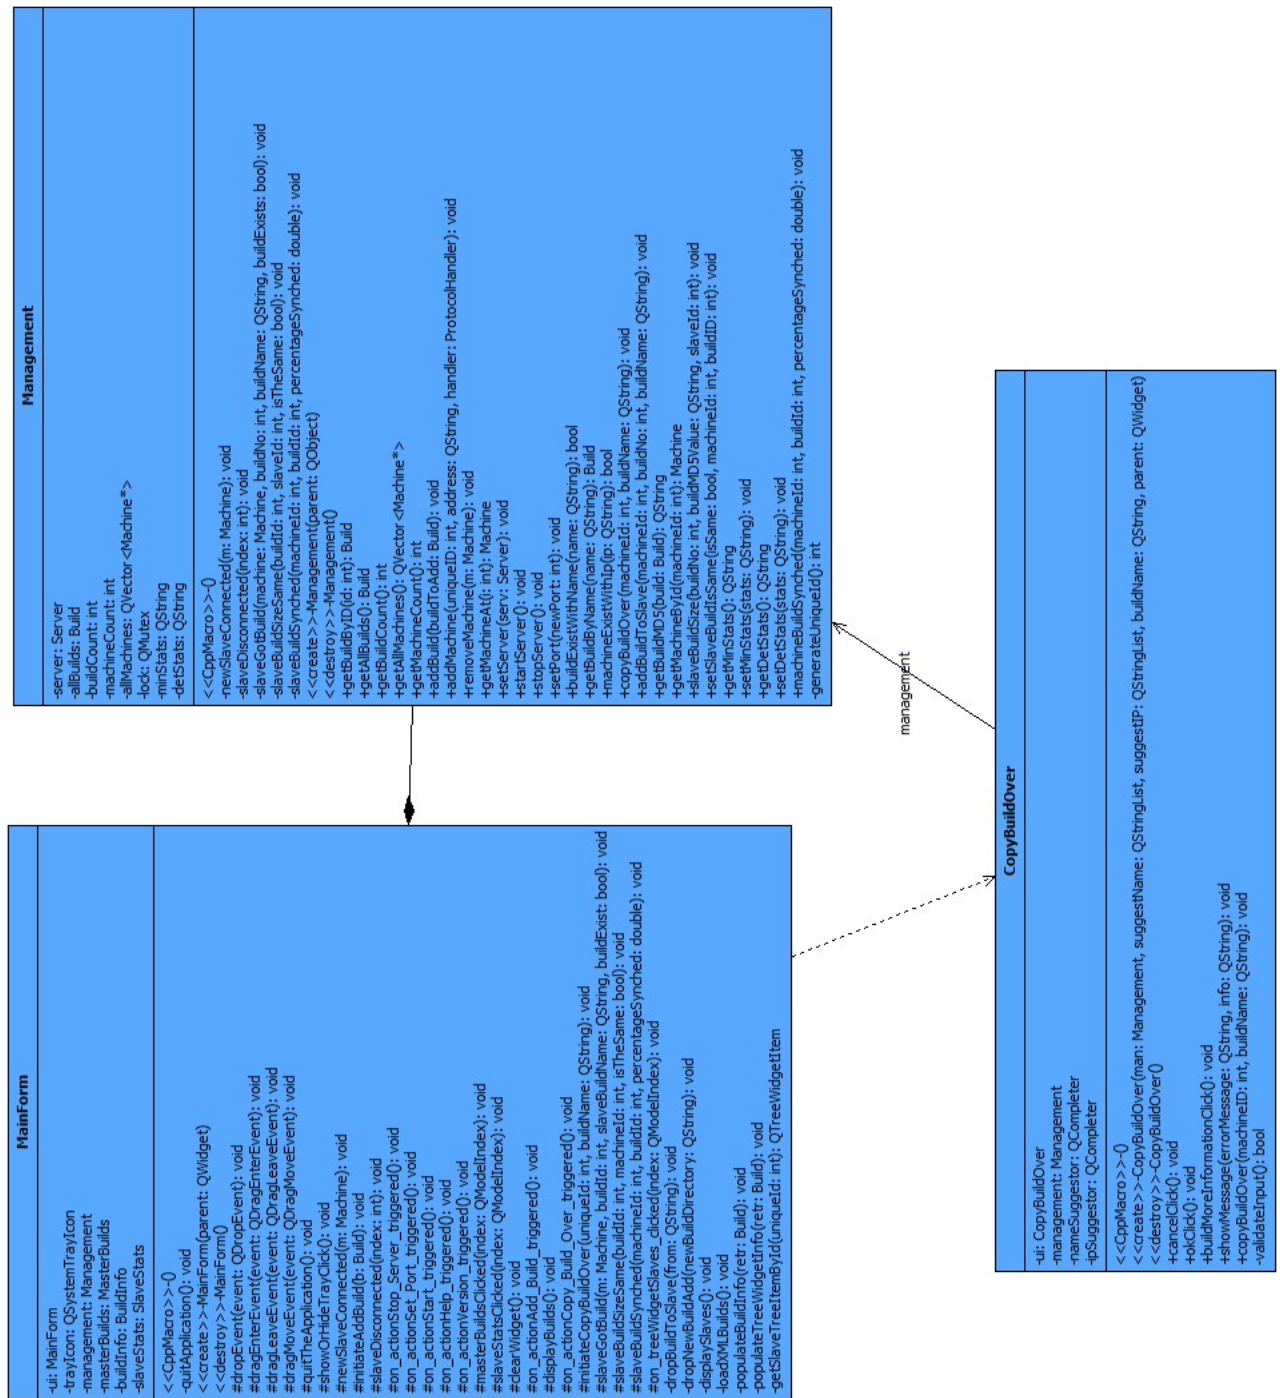 Management
-server: Server
-allBuilds: Build
-buildCount: int
-machineCount: int
-allMachines: QVector <Machine*>
-lock: QMutex
-minStats: QString
-detStats: QString
<<CppMacro>>-()
-newSlaveConnected(m: Machine): void
-slaveDisconnected(index: int): void
-slaveGotBuild(machine: Machine, buildNo: int, buildName: QString, buildExists: bool): void
-slaveBuildSizeSame(buildId: int, slaveId: int, isTheSame: bool): void
-slaveBuildSynched(machineId: int, buildId: int, percentageSynched: double): void
<<create>>-Management(parent: QObject)
<<destroy>>-Management()
+getBuildByID(id: int): Build
+getAllBuilds(): Build
+getBuildCount(): int
+getAllMachines(): QVector <Machine*>
+getMachineCount(): int
+addBuild(buildToAdd: Build): void
+addMachine(uniqueID: int, address: QString, handler: ProtocolHandler): void
+removeMachine(m: Machine): void
+getMachineAt(i: int): Machine
+setServer(serv: Server): void
+startServer(): void
+stopServer(): void
+setPort(newPort: int): void
+buildExistWithName(name: QString): bool
+getBuildByName(name: QString): Build
+machineExistWithIp(ip: QString): bool
+copyBuildOver(machineId: int, buildName: QString): void
+addBuildToSlave(machineId: int, buildNo: int, buildName: QString): void
+getBuildMD5(build: Build): QString
+getMachineById(machineId: int): Machine
+slaveBuildSize(buildNo: int, buildMD5Value: QString, slaveId: int): void
+setSlaveBuildIsSame(isSame: bool, machineId: int, buildID: int): void
+getMinStats(): QString
+setMinStats(stats: QString): void
+getDetStats(): QString
+setDetStats(stats: QString): void
+machineBuildSynched(machineId: int, buildId: int, percentageSynched: double): void
-generateUniqueId(): int
management
MainForm
-ui: MainForm
-trayIcon: QSystemTrayIcon
-management: Management
-masterBuilds: MasterBuilds
-buildInfo: BuildInfo
-slaveStats: SlaveStats
<<CppMacro>>-()
-quitApplication(): void
<<create>>-MainForm(parent: QWidget)
<<destroy>>-MainForm()
#dropEvent(event: QDropEvent): void
#dragEnterEvent(event: QDragEnterEvent): void
#dragLeaveEvent(event: QDragLeaveEvent): void
#dragMoveEvent(event: QDragMoveEvent): void
#quitTheApplication(): void
#showOrHideTrayClick(): void
#newSlaveConnected(m: Machine): void
#initiateAddBuild(b: Build): void
#slaveDisconnected(index: int): void
#on_actionStop_Server_triggered(): void
#on_actionSet_Port_triggered(): void
#on_actionStart_triggered(): void
#on_actionHelp_triggered(): void
#on_actionVersion_triggered(): void
#masterBuildsClicked(index: QModelIndex): void
#slaveStatsClicked(index: QModelIndex): void
#clearWidget(): void
#on_actionAdd_Build_triggered(): void
#displayBuilds(): void
#on_actionCopy_Build_Over_triggered(): void
#initiateCopyBuildOver(uniqueId: int, buildName: QString): void
#slaveGotBuild(m: Machine, buildId: int, slaveBuildName: QString, buildExist: bool): void
#slaveBuildSizeSame(buildId: int, machineId: int, isTheSame: bool): void
#slaveBuildSynched(machineId: int, buildId: int, percentageSynched: double): void
#on_treeWidgetSlaves_clicked(index: QModelIndex): void
-dropBuildToSlave(from: QString): void
-dropNewBuildAdd(newBuildDirectory: QString): void
-displaySlaves(): void
-loadXMLBuilds(): void
-populateBuildInfo(retr: Build): void
-populateTreeWidgetInfo(retr: Build): void
-getSlaveTreeItemById(uniqueId: int): QTreeWidgetItem
CopyBuildOver
-ui: CopyBuildOver
-management: Management
-nameSuggestor: QCompleter
-ipSuggestor: QCompleter
<<CppMacro>>-()
<<create>>-CopyBuildOver(man: Management, suggestName: QStringList, suggestIP: QStringList, buildName: QString, parent: QWidget)
<<destroy>>-CopyBuildOver()
+cancelClick(): void
+okClick(): void
+buildMoreInformationClick(): void
+showMessage(errorMessage: QString, info: QString): void
+copyBuildOver(machineID: int, buildName: QString): void
-validateInput(): bool